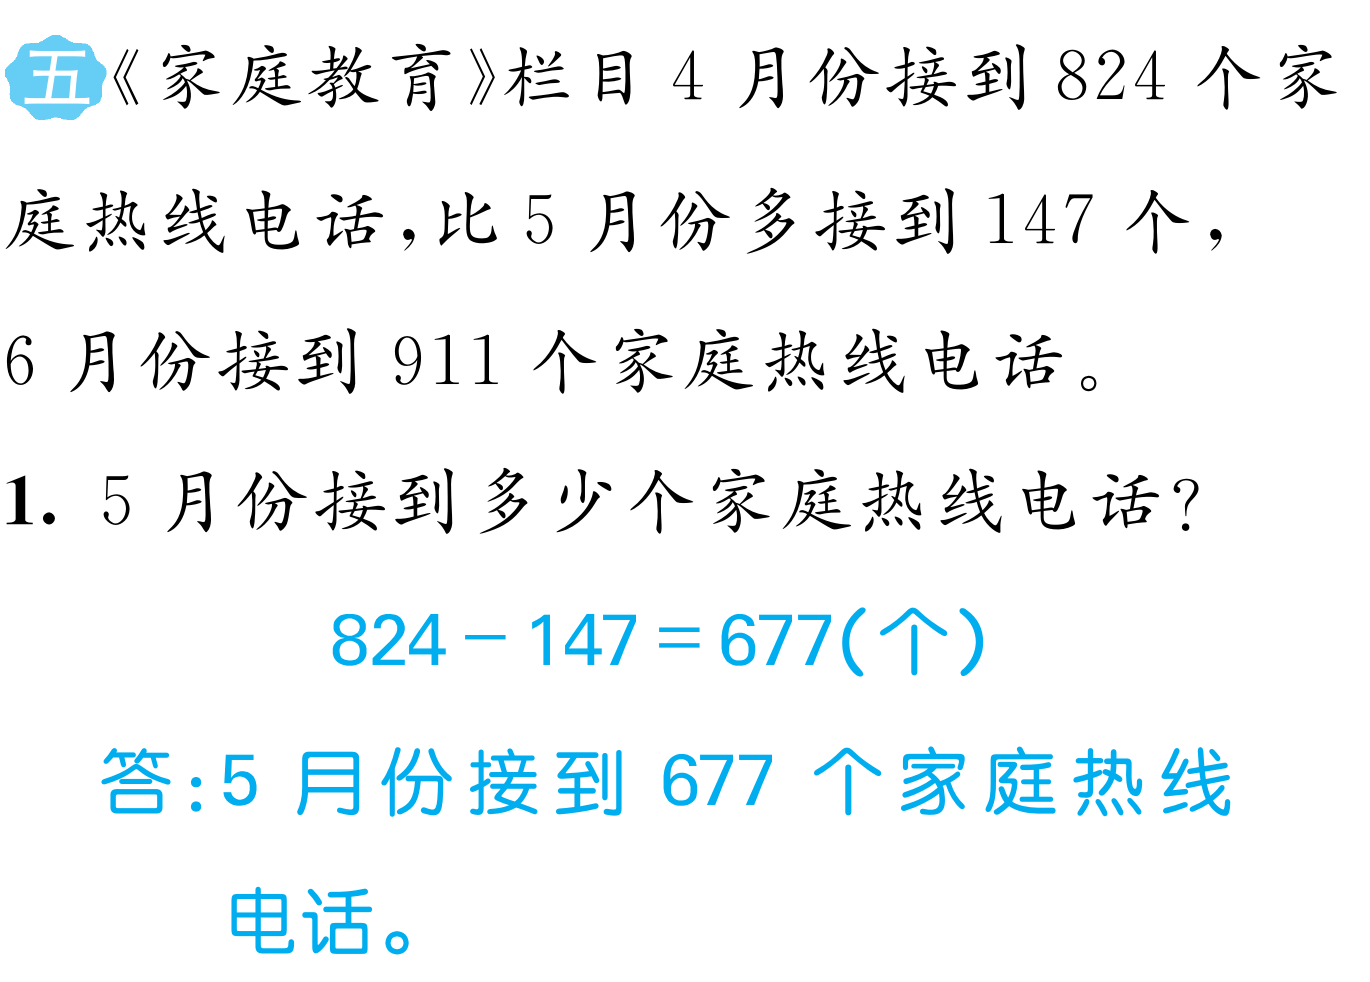 五《家庭教育》栏目 4 月份接到 824 个家
庭热线电话,比 5 月份多接到 147 个,
6 月份接到 911 个家庭热线电话。
1. 5 月份接到多少个家庭热线电话?
824-147=677(个)
答:5 月份接到 677 个家庭热线
电话。